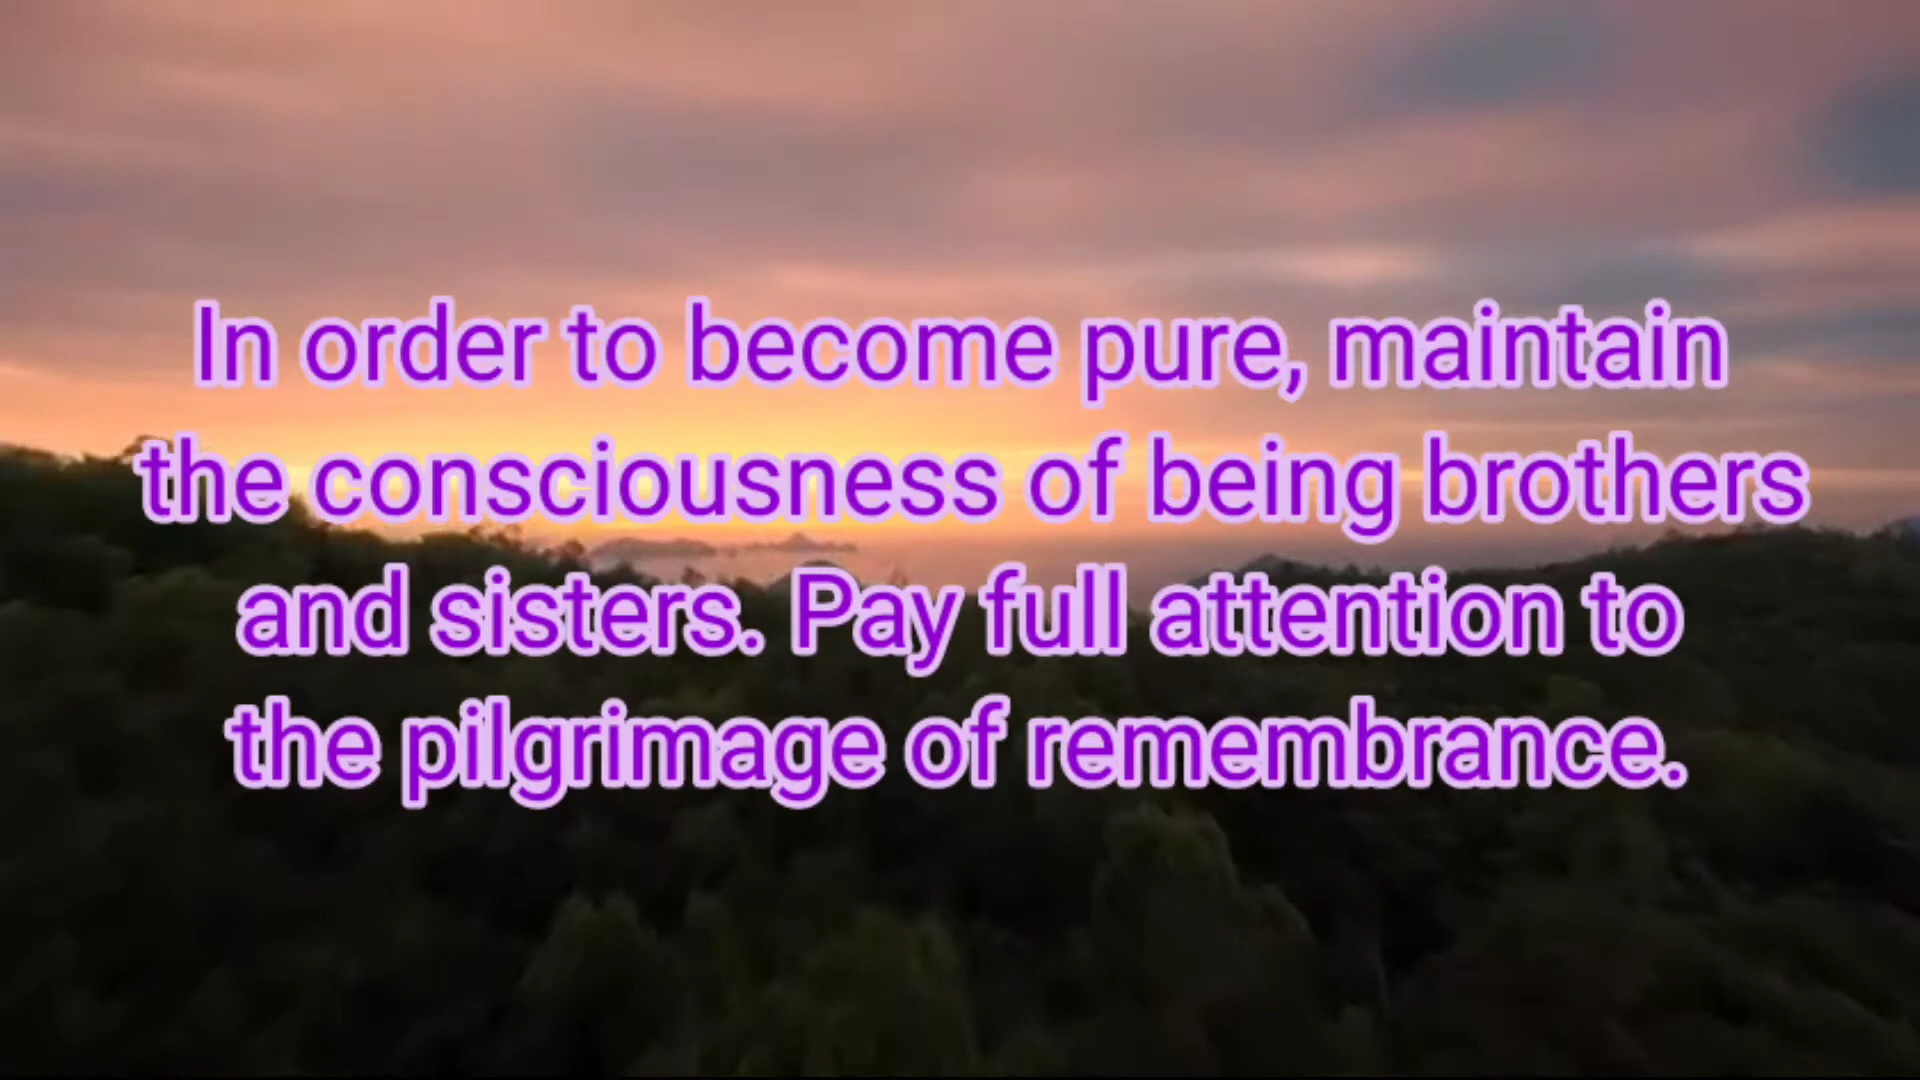 In order to become pure, maintain
the consciousness of being brothers
and sisters. Pay full attention to
the pilgrimage of remembrance.